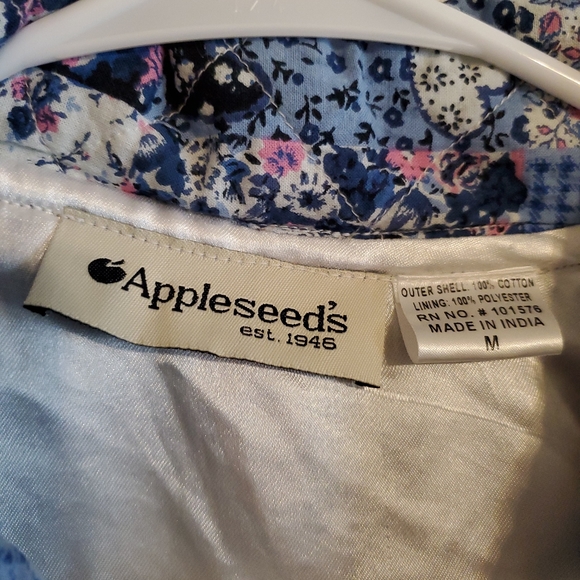 Appleseed's
est. 1946
OUTER SHELL 100% COTTON
LINING: 100% POLYESTER
RN NO. # 101576
MADE IN INDIA
M